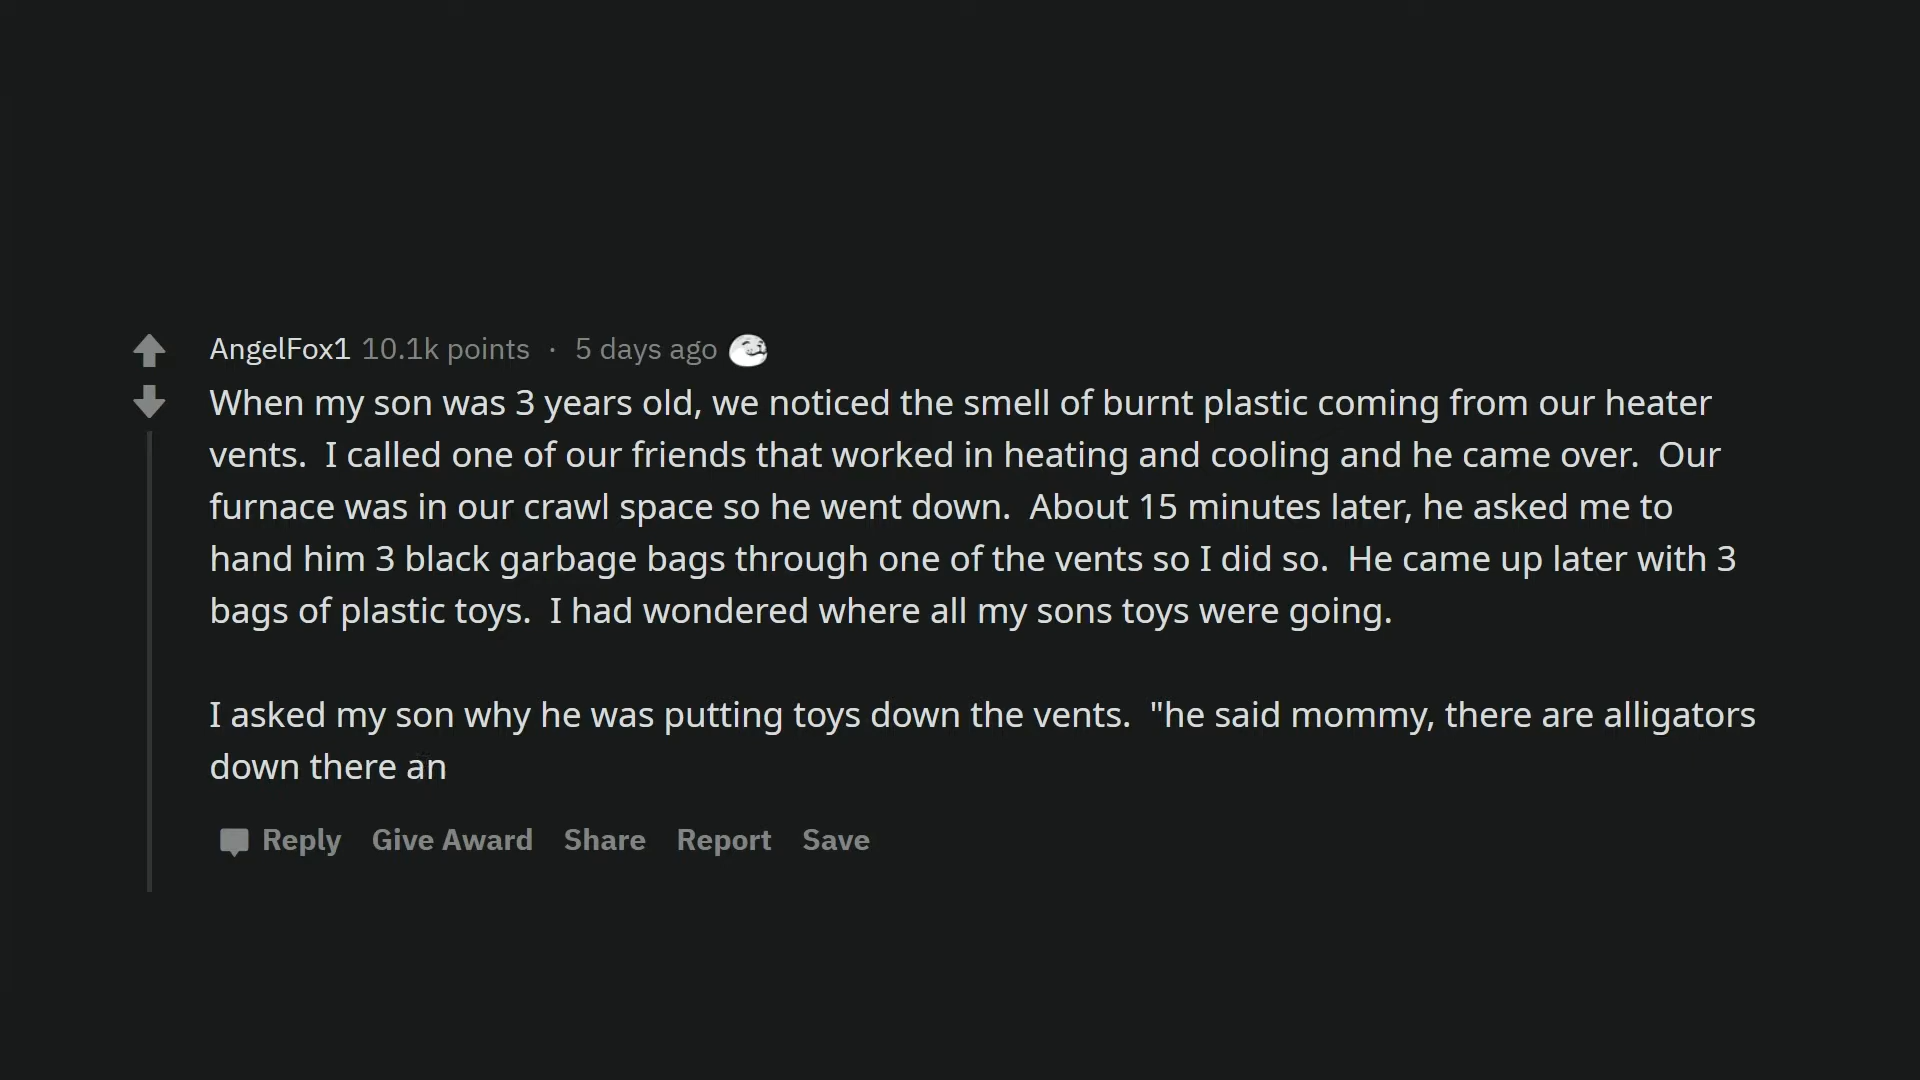 AngelFox1 10.1k points · 5 days ago
When my son was 3 years old, we noticed the smell of burnt plastic coming from our heater
vents.  I called one of our friends that worked in heating and cooling and he came over.  Our
furnace was in our crawl space so he went down.  About 15 minutes later, he asked me to
hand him 3 black garbage bags through one of the vents so I did so.  He came up later with 3
bags of plastic toys.  I had wondered where all my sons toys were going.
I asked my son why he was putting toys down the vents.  "he said mommy, there are alligators
down there an
Reply Give Award Share Report Save